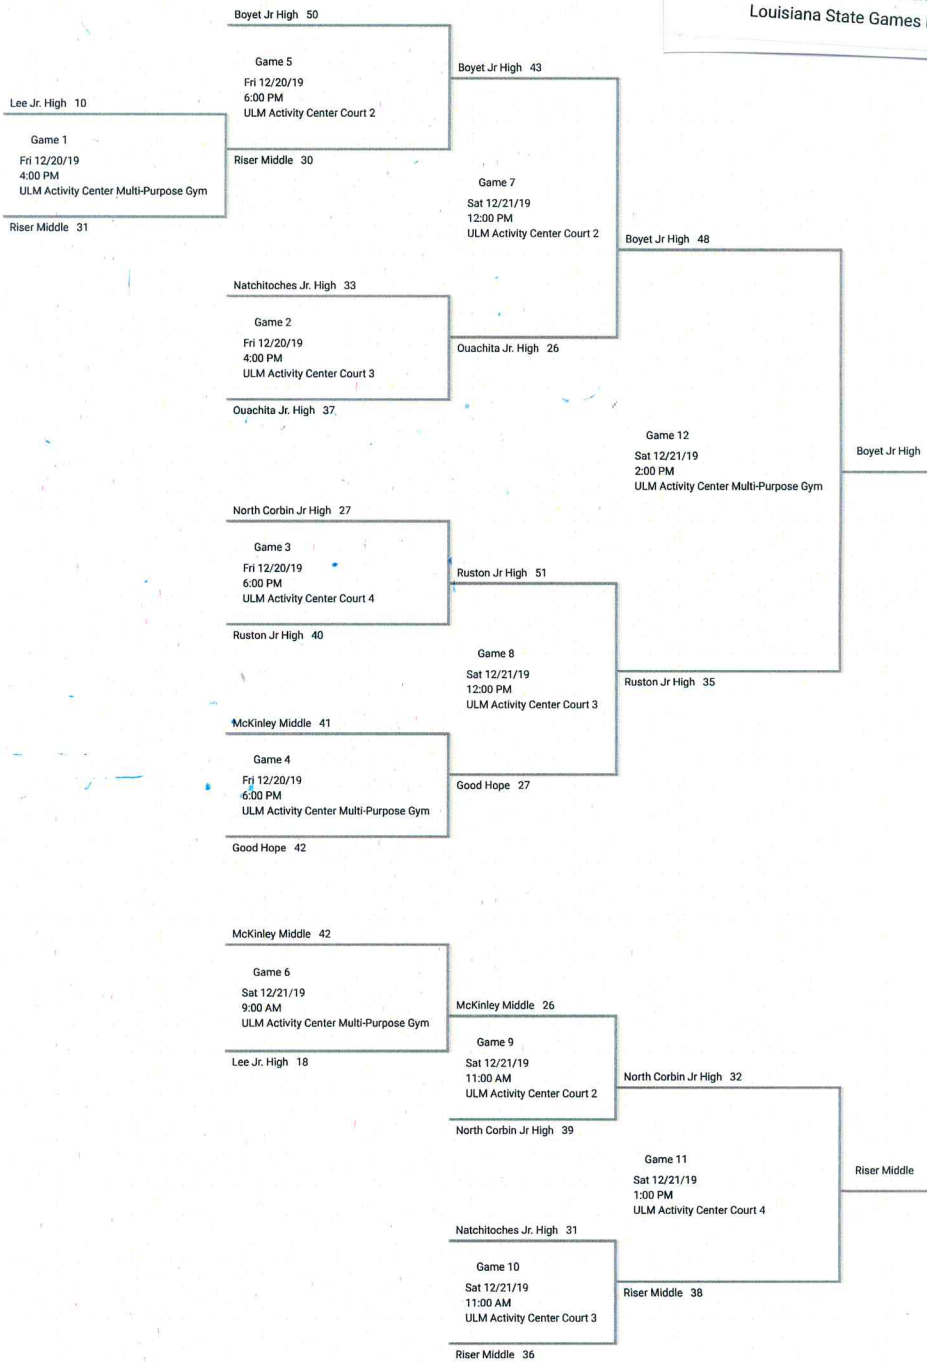 Louisiana State Games
Boyet Jr High 50
Game 5
Fri 12/20/19
6:00 PM
ULM Activity Center Court 2
Boyet Jr High 43
Lee Jr. High 10
Game 1
Fri 12/20/19
4:00 PM
ULM Activity Center Multi-Purpose Gym
Riser Middle 30
Riser Middle 31
Game 7
Sat 12/21/19
12:00 PM
ULM Activity Center Court 2
Boyet Jr High 48
Natchitoches Jr. High 33
Game 2
Fri 12/20/19
4:00 PM
ULM Activity Center Court 3
Ouachita Jr. High 26
Ouachita Jr. High 37
Game 12
Sat 12/21/19
2:00 PM
ULM Activity Center Multi-Purpose Gym
Boyet Jr High
North Corbin Jr High 27
Game 3
Fri 12/20/19
6:00 PM
ULM Activity Center Court 4
Ruston Jr High 51
Ruston Jr High 40
Game 8
Sat 12/21/19
12:00 PM
ULM Activity Center Court 3
Ruston Jr High 35
McKinley Middle 41
Game 4
Fri 12/20/19
6:00 PM
ULM Activity Center Multi-Purpose Gym
Good Hope 27
Good Hope 42
McKinley Middle 42
Game 6
Sat 12/21/19
9:00 AM
ULM Activity Center Multi-Purpose Gym
McKinley Middle 26
Lee Jr. High 18
Game 9
Sat 12/21/19
11:00 AM
ULM Activity Center Court 2
North Corbin Jr High 32
North Corbin Jr High 39
Game 11
Sat 12/21/19
1:00 PM
ULM Activity Center Court 4
Riser Middle
Natchitoches Jr. High 31
Game 10
Sat 12/21/19
11:00 AM
ULM Activity Center Court 3
Riser Middle 38
Riser Middle 36